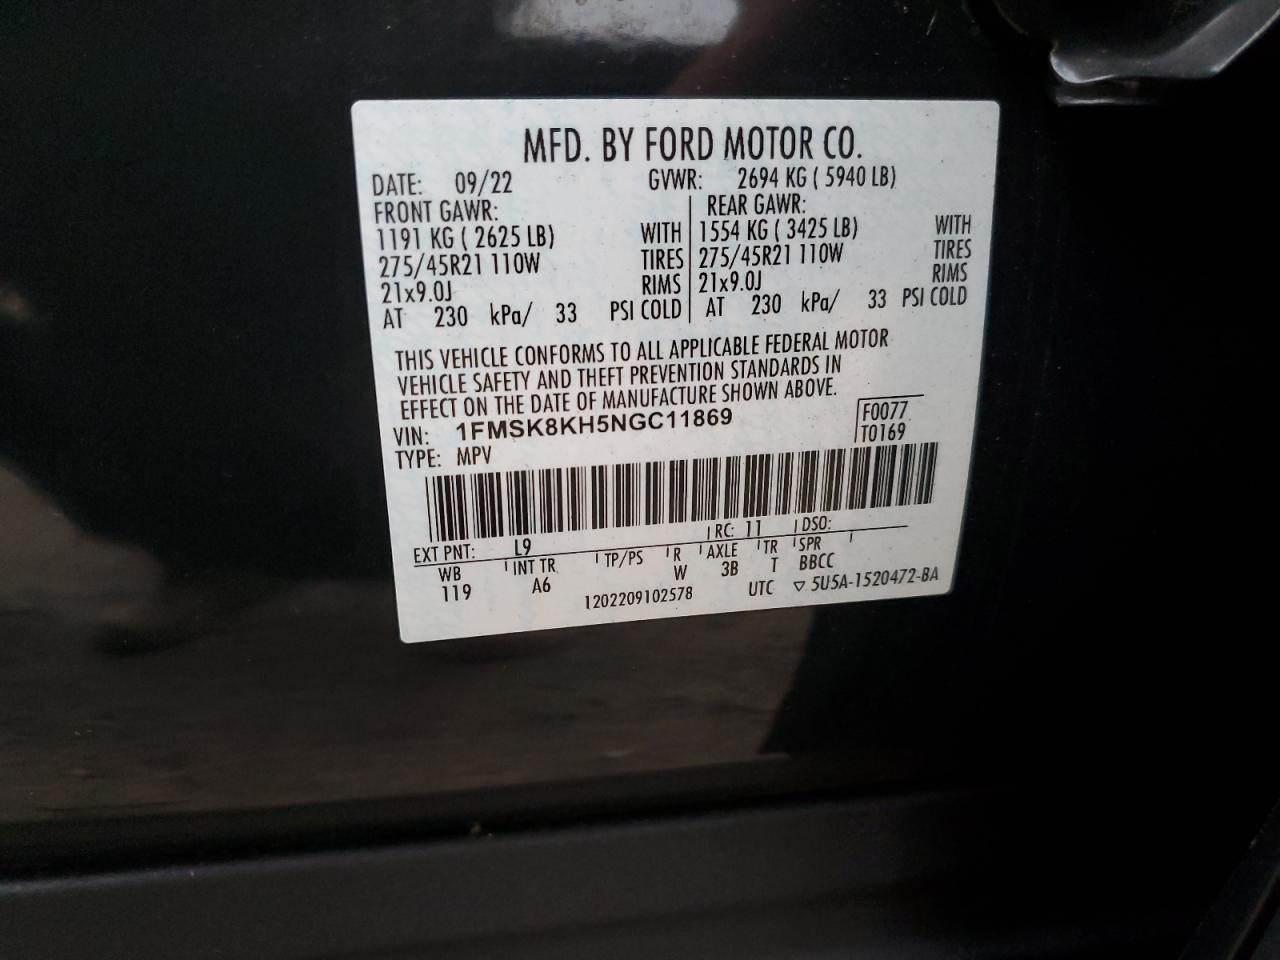 MFD. BY FORD MOTOR CO.
DATE: 09/22 GVWR: 2694 KG ( 5940 LB)
FRONT GAWR: REAR GAWR:
1191 KG ( 2625 LB) WITH 1554 KG ( 3425 LB) WITH
275/45R21 110W TIRES 275/45R21 110W TIRES
21x9.0J RIMS 21x9.0J RIMS
AT 230 kPa/ 33 PSI COLD AT 230 kPa/ 33 PSI COLD
THIS VEHICLE CONFORMS TO ALL APPLICABLE FEDERAL MOTOR
VEHICLE SAFETY AND THEFT PREVENTION STANDARDS IN
EFFECT ON THE DATE OF MANUFACTURE SHOWN ABOVE.
VIN: 1FMSK8KH5NGC11869 F0077
TYPE: MPV T0169
EXT PNT: L9 RC: 11 DSO:
WB INT TR TP/PS R AXLE TR SPR
119 A6 W 3B T BBCC
1202209102578 UTC ▽ 5U5A-1520472-BA